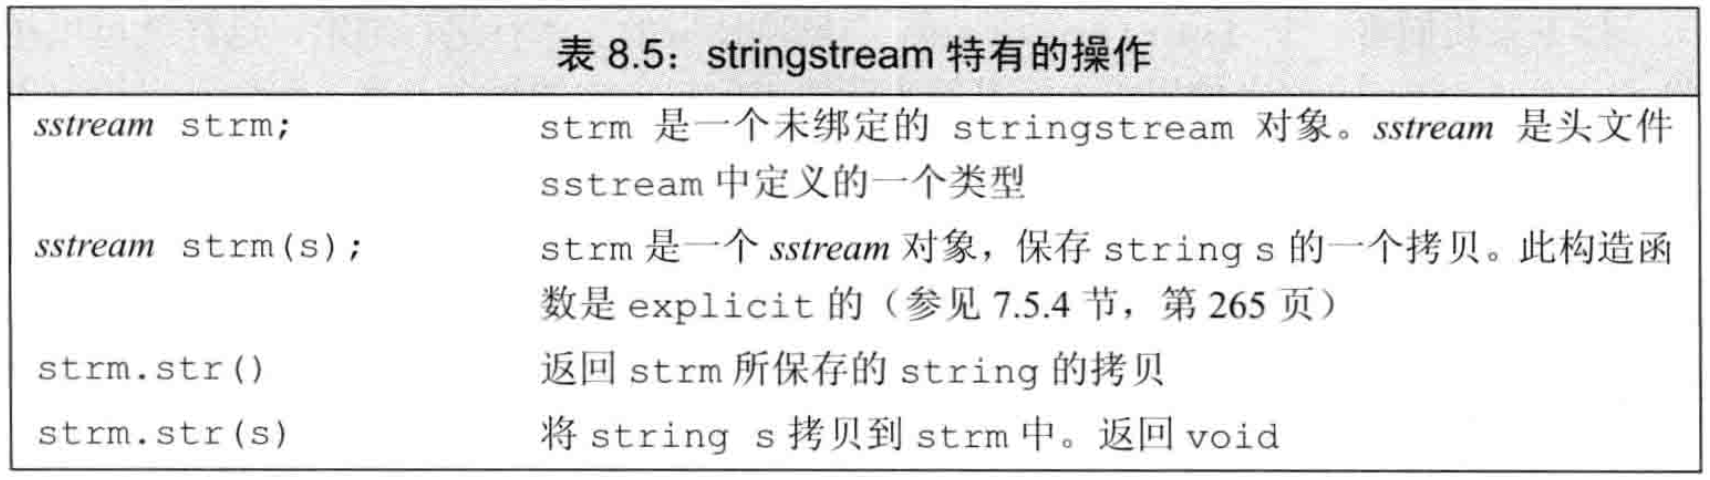 表 8.5：stringstream 特有的操作
sstream strm; strm 是一个未绑定的 stringstream 对象。sstream 是头文件
sstream 中定义的一个类型
sstream strm(s); strm 是一个 sstream 对象，保存 string s 的一个拷贝。此构造函
数是 explicit 的（参见 7.5.4 节，第 265 页）
strm.str() 返回 strm 所保存的 string 的拷贝
strm.str(s) 将 string s 拷贝到 strm 中。返回 void